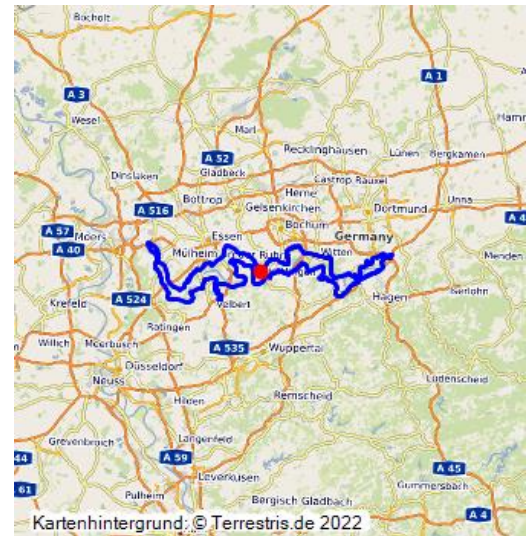 Bocholt
A 3
A 1
Wesel
Marl
Hamm
Recklinghausen
Lünen
Bergkamen
A 52
Dinslaken
Gladbeck
Castrop Rauxel
Herne
Unna
A 516
Bottrop
Gelsenkirchen
Dortmund
A 57
Moers
Essen
Bochum
Germany
A 40
Mülheim
Ruhr
Witten
Menden
Krefeld
A 524
Hagen
Iserlohn
Velbert
Ratingen
Willich
Meerbusch
A 535
Wuppertal
Düsseldorf
Lüdenscheid
Neuss
Hilden
Remscheid
Grevenbroich
Langenfeld
44
A 59
A 45
Leverkusen
Gummersbach
61
Pulheim
Bergisch Gladbach
A 4
Kartenhintergrund: © Terrestris.de 2022